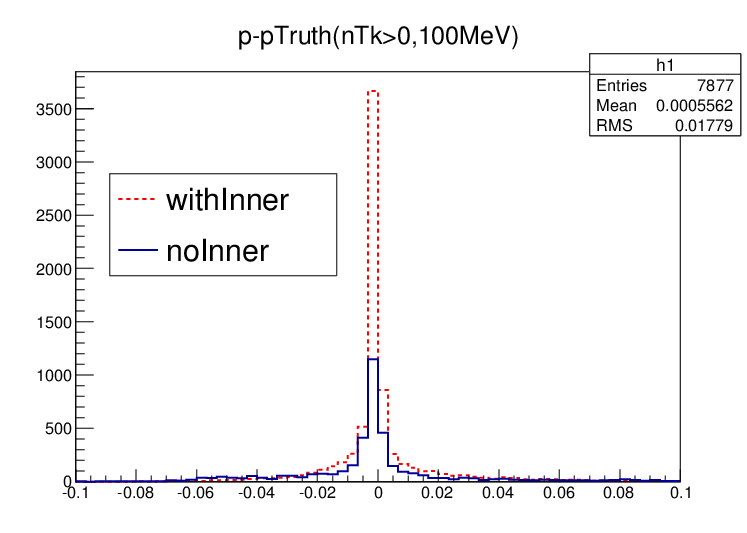 p-pTruth(nTk>0,100MeV)
h1
Entries 7877
Mean 0.0005562
RMS 0.01779
withInner
noInner
3500
3000
2500
2000
1500
1000
500
0
-0.1 -0.08 -0.06 -0.04 -0.02 0 0.02 0.04 0.06 0.08 0.1